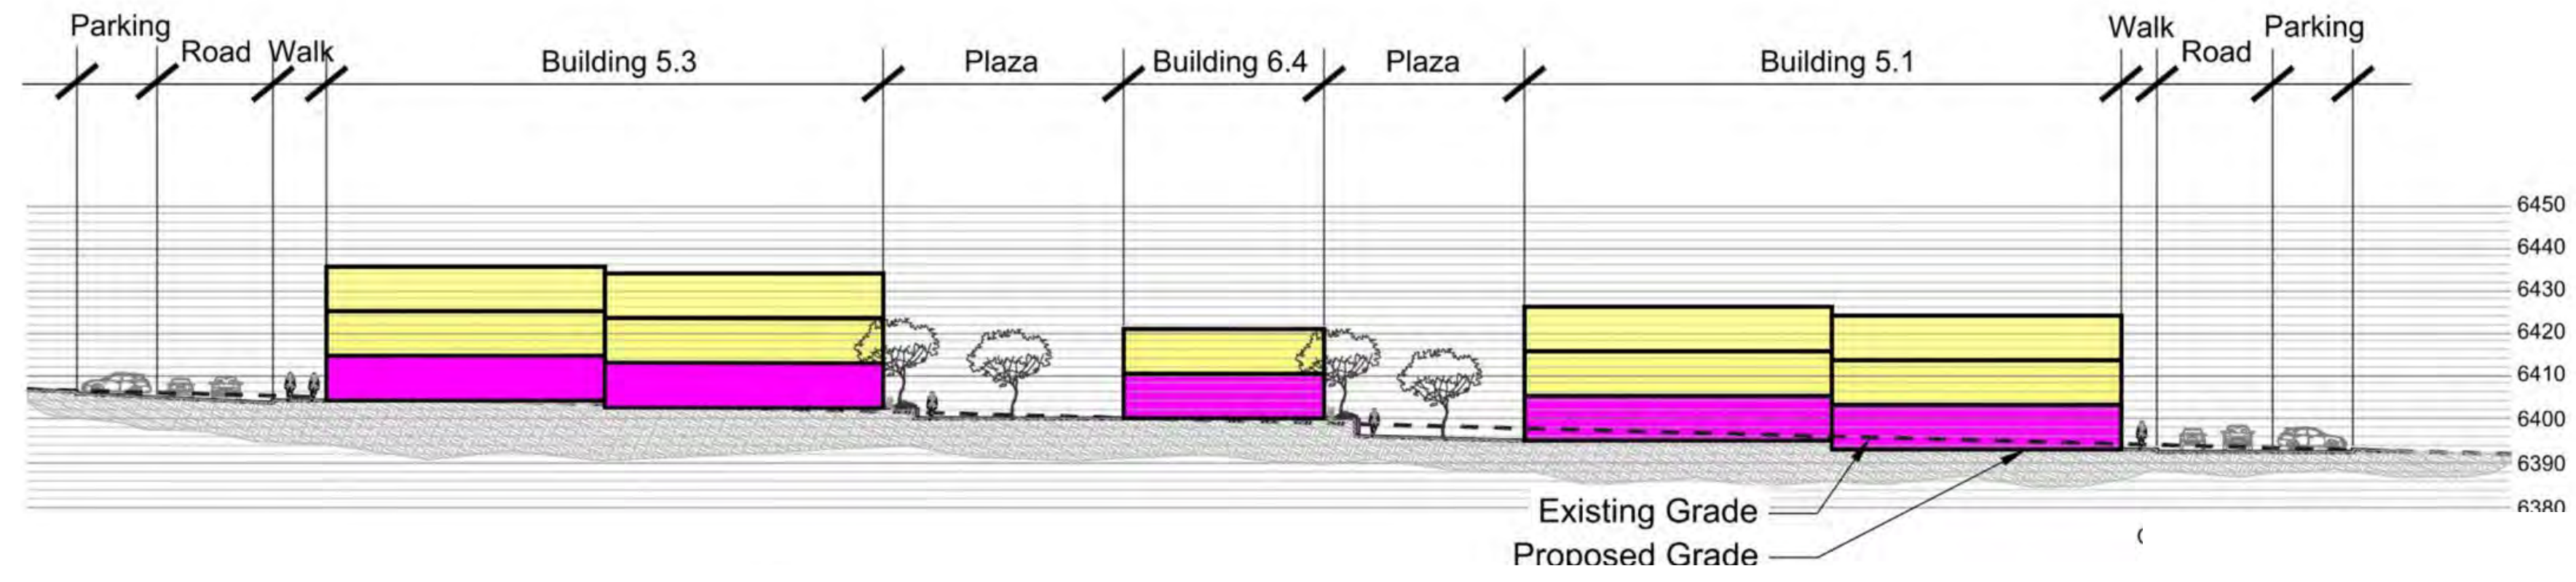 Parking
Road
Walk
Building 5.3
Plaza
Building 6.4
Plaza
Building 5.1
Walk
Road
Parking
6450
6440
6430
6420
6410
6400
6390
6380
Existing Grade
Proposed Grade